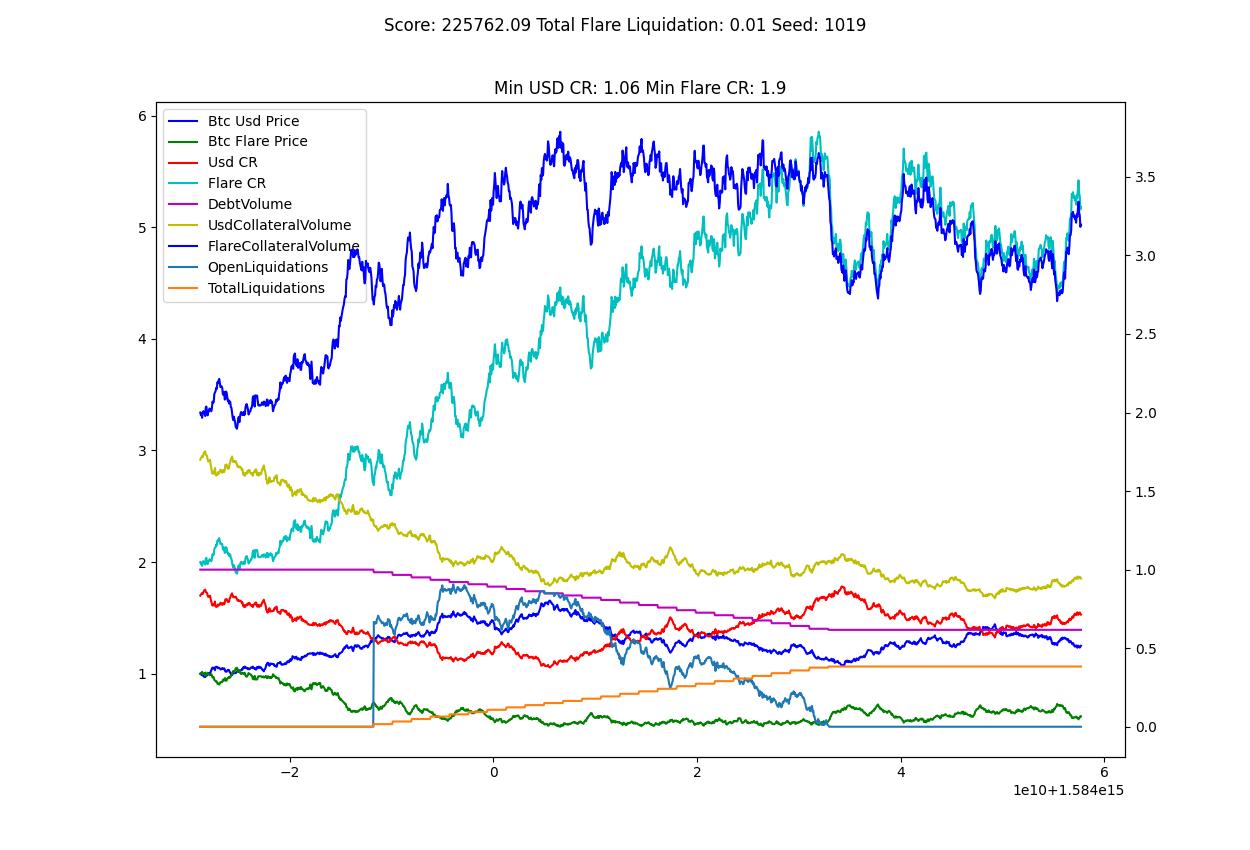 Score: 225762.09 Total Flare Liquidation: 0.01 Seed: 1019
Min USD CR: 1.06 Min Flare CR: 1.9
Btc Usd Price
Btc Flare Price
Usd CR
Flare CR
DebtVolume
UsdCollateralVolume
FlareCollateralVolume
OpenLiquidations
TotalLiquidations
6
5
4
3
2
1
3.5
3.0
2.5
2.0
1.5
1.0
0.5
0.0
−2 0 2 4 6
1e10+1.584e15